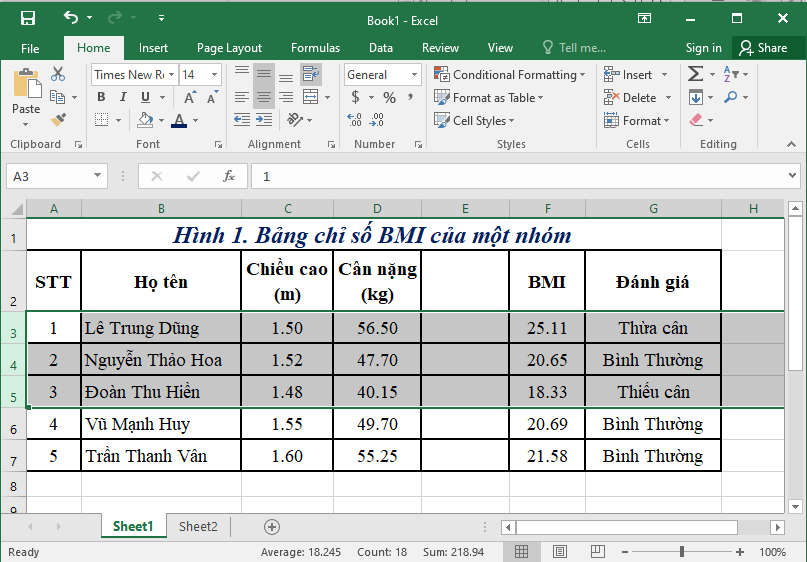 Book1 - Excel
File Home Insert Page Layout Formulas Data Review View Tell me... Sign in Share
Times New Ro 14 General Conditional Formatting Insert
B I U A A $ % , Format as Table Delete
Paste A .00 .00 Cell Styles Format
Clipboard Font Alignment Number Styles Cells Editing
A3 fx 1
A B C D E F G H
1 Hình 1. Bảng chỉ số BMI của một nhóm
2 STT Họ tên Chiều cao (m) Cân nặng (kg) BMI Đánh giá
3 1 Lê Trung Dũng 1.50 56.50 25.11 Thừa cân
4 2 Nguyễn Thảo Hoa 1.52 47.70 20.65 Bình Thường
5 3 Đoàn Thu Hiền 1.48 40.15 18.33 Thiếu cân
6 4 Vũ Mạnh Huy 1.55 49.70 20.69 Bình Thường
7 5 Trần Thanh Vân 1.60 55.25 21.58 Bình Thường
8
9
Sheet1 Sheet2
Ready Average: 18.245 Count: 18 Sum: 218.94 100%